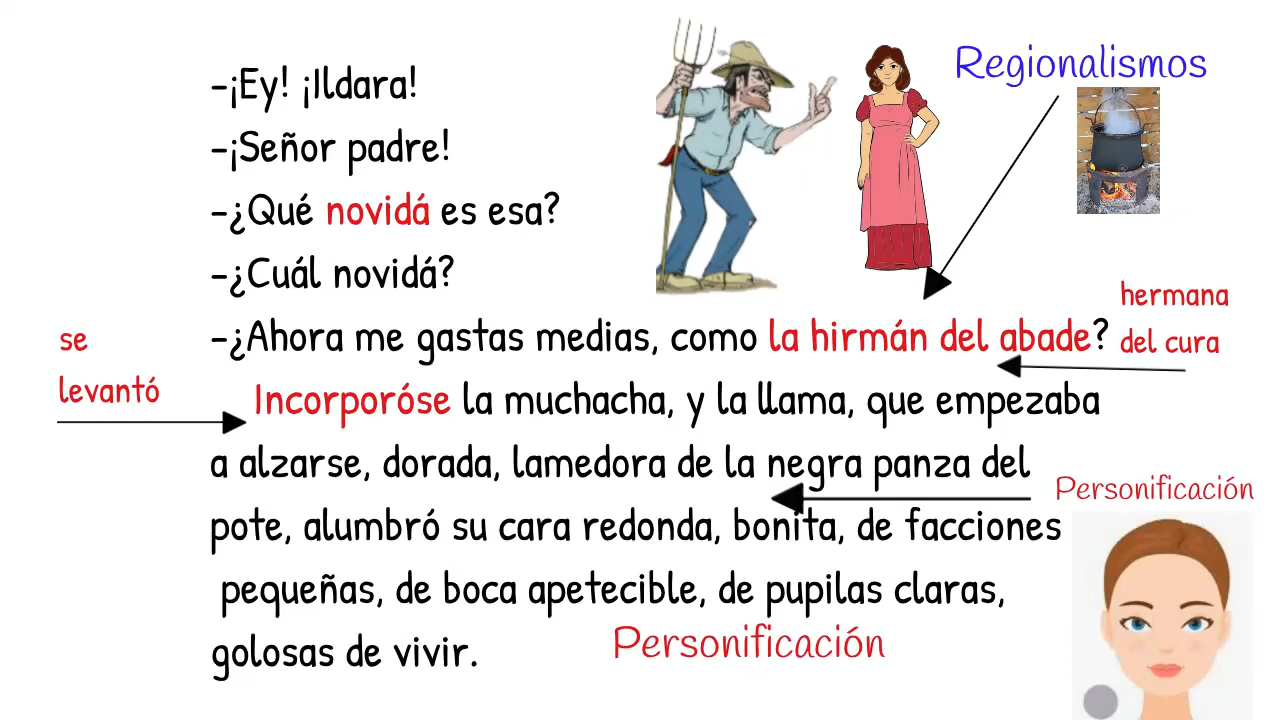 -¡Ey! ¡Ildara!
-¡Señor padre!
-¿Qué novidá es esa?
-¿Cuál novidá?
-¿Ahora me gastas medias, como la hirmán del abade?
Incorporóse la muchacha, y la llama, que empezaba
a alzarse, dorada, lamedora de la negra panza del
pote, alumbró su cara redonda, bonita, de facciones
pequeñas, de boca apetecible, de pupilas claras,
golosas de vivir.
Regionalismos
hermana
del cura
se
levantó
Personificación
Personificación